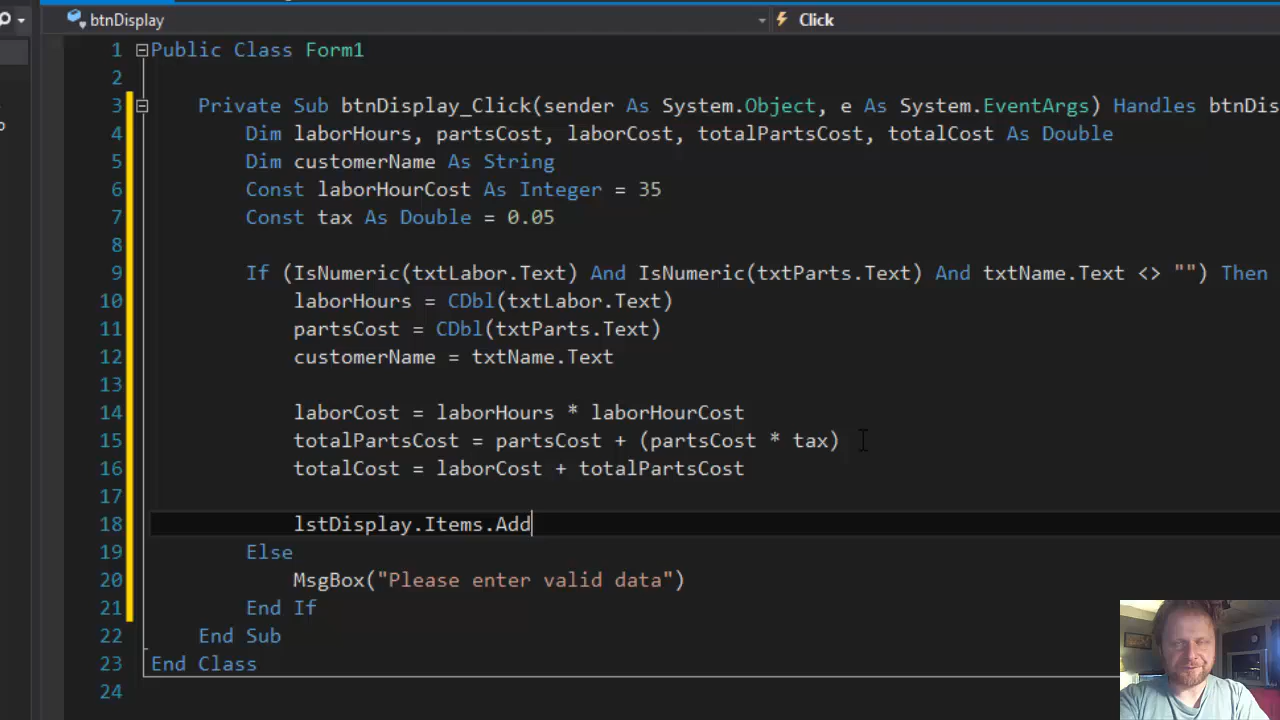 btnDisplay Click
1 Public Class Form1
2
3 Private Sub btnDisplay_Click(sender As System.Object, e As System.EventArgs) Handles btnDis
4 Dim laborHours, partsCost, laborCost, totalPartsCost, totalCost As Double
5 Dim customerName As String
6 Const laborHourCost As Integer = 35
7 Const tax As Double = 0.05
8
9 If (IsNumeric(txtLabor.Text) And IsNumeric(txtParts.Text) And txtName.Text <> "") Then
10 laborHours = CDbl(txtLabor.Text)
11 partsCost = CDbl(txtParts.Text)
12 customerName = txtName.Text
13
14 laborCost = laborHours * laborHourCost
15 totalPartsCost = partsCost + (partsCost * tax)
16 totalCost = laborCost + totalPartsCost
17
18 lstDisplay.Items.Add
19 Else
20 MsgBox("Please enter valid data")
21 End If
22 End Sub
23 End Class
24